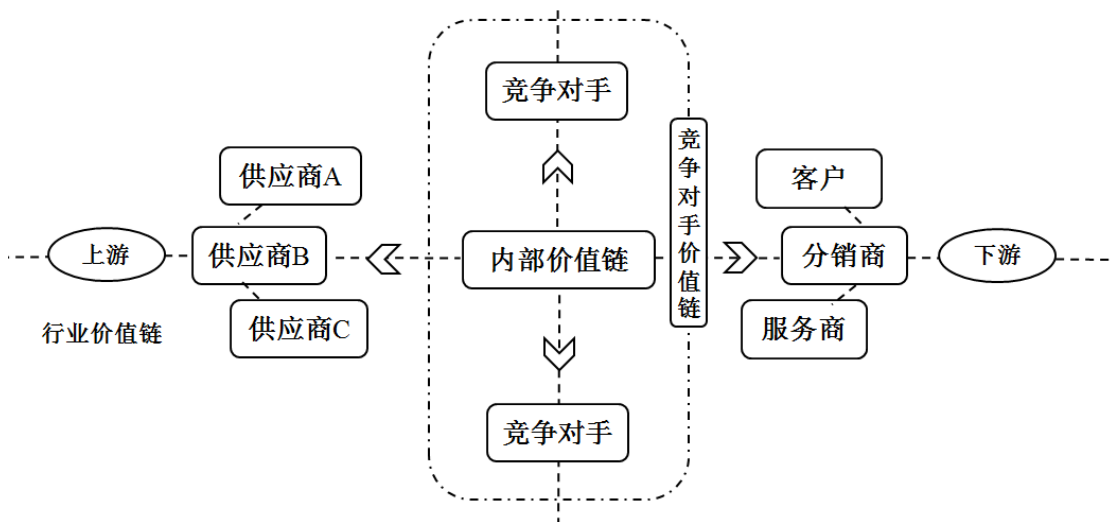 竞争对手
供应商A
竞争对手价值链
客户
上游
供应商B
内部价值链
分销商
下游
行业价值链
供应商C
服务商
竞争对手